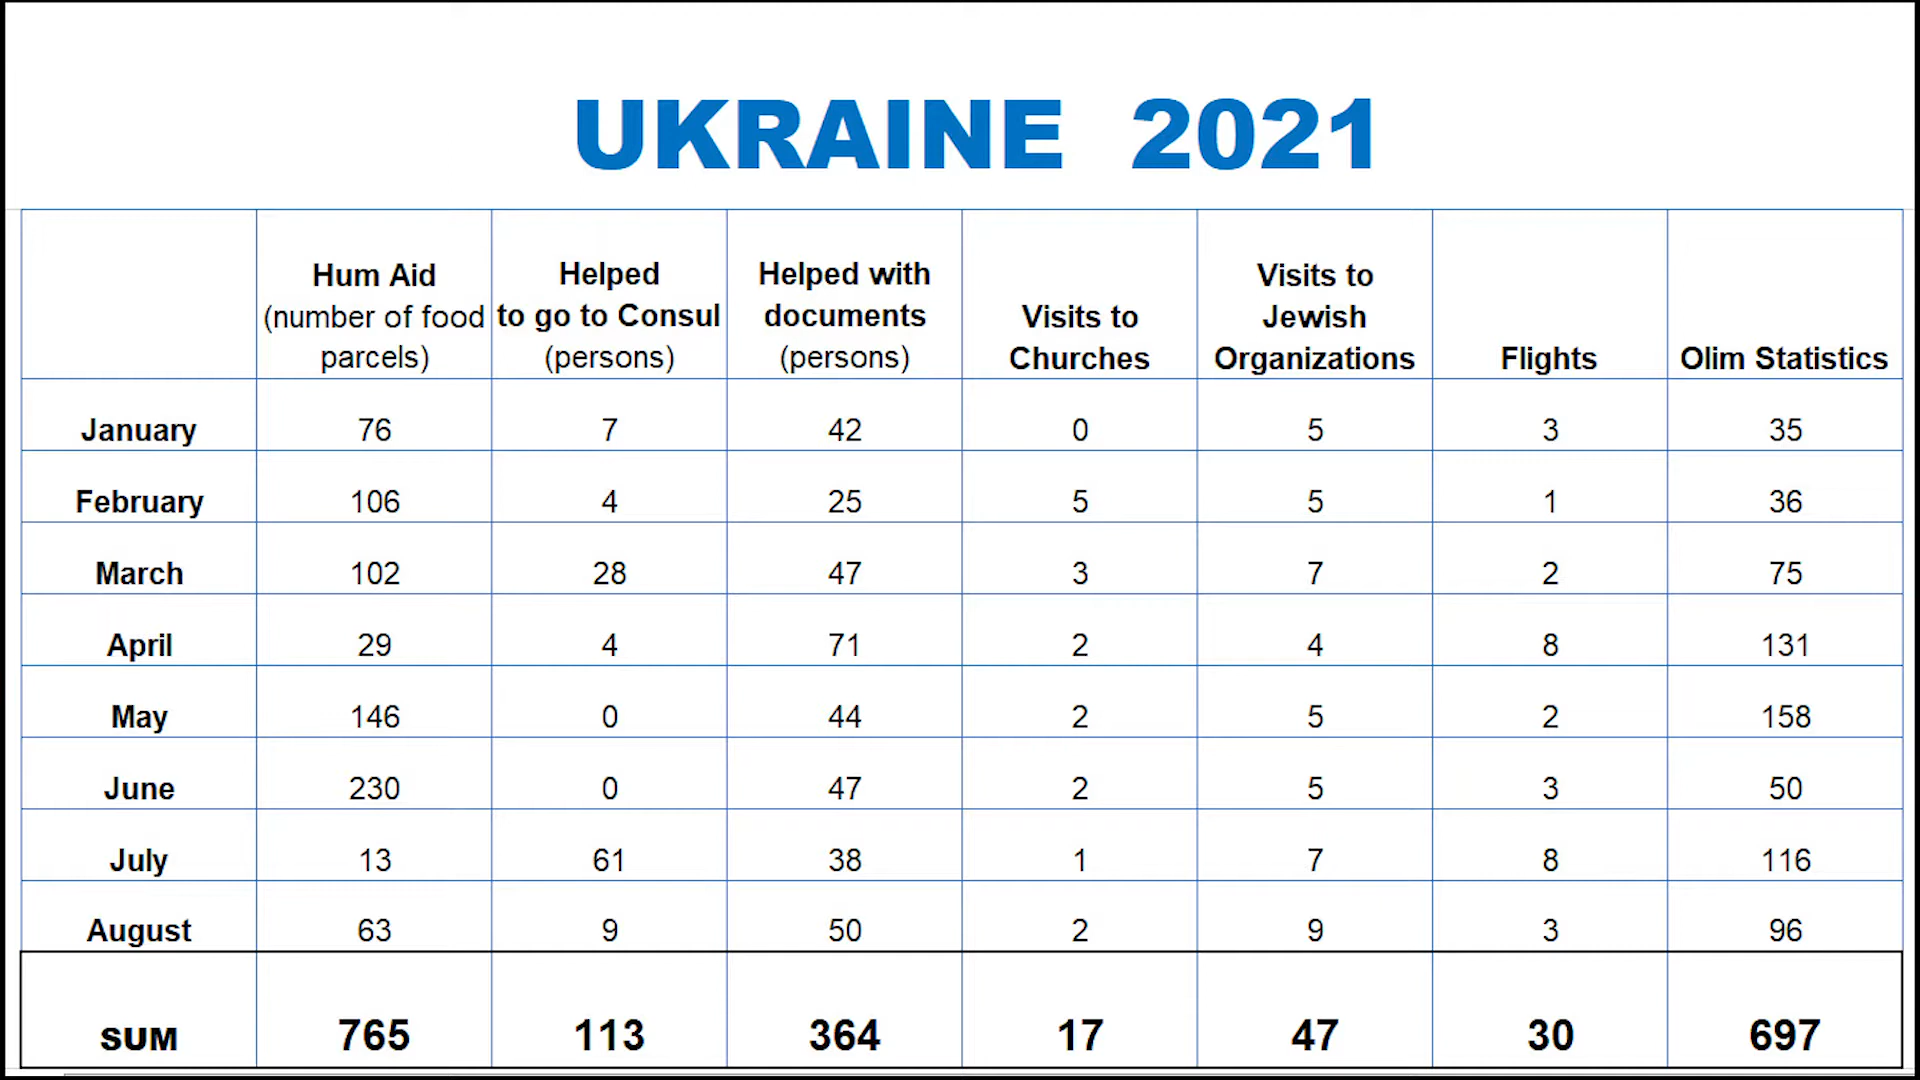 UKRAINE 2021
Hum Aid
(number of food
parcels)
Helped
to go to Consul
(persons)
Helped with
documents
(persons)
Visits to
Churches
Visits to
Jewish
Organizations
Flights
Olim Statistics
January 76 7 42 0 5 3 35
February 106 4 25 5 5 1 36
March 102 28 47 3 7 2 75
April 29 4 71 2 4 8 131
May 146 0 44 2 5 2 158
June 230 0 47 2 5 3 50
July 13 61 38 1 7 8 116
August 63 9 50 2 9 3 96
SUM 765 113 364 17 47 30 697